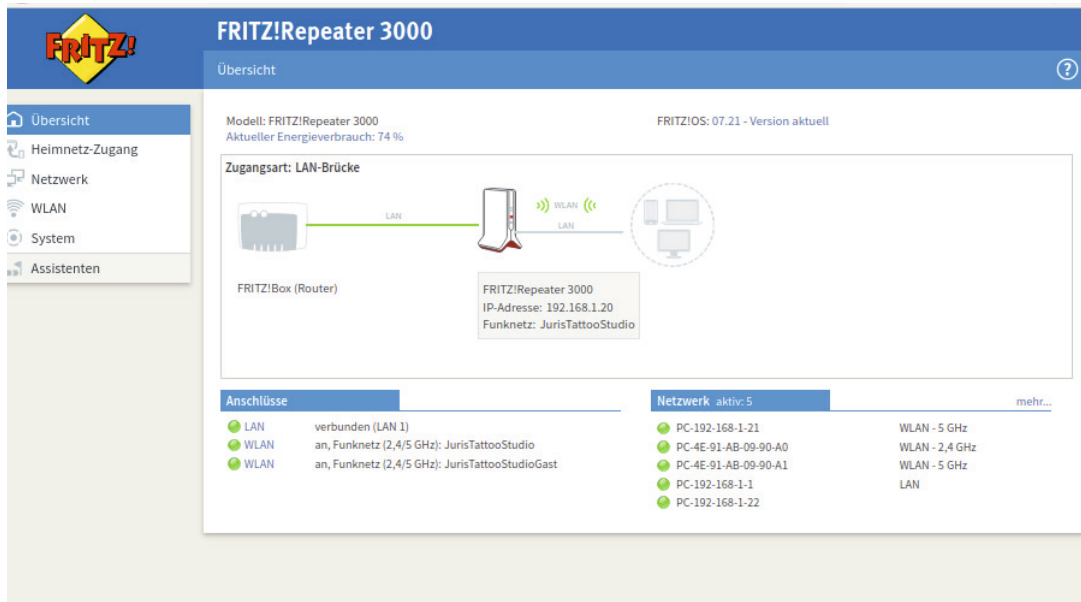 FRITZ!
FRITZ!Repeater 3000
Übersicht
?
Übersicht
Heimnetz-Zugang
Netzwerk
WLAN
System
Assistenten
Modell: FRITZ!Repeater 3000
FRITZ!OS: 07.21 - Version aktuell
Aktueller Energieverbrauch: 74 %
Zugangsart: LAN-Brücke
LAN
WLAN
LAN
FRITZ!Box (Router)
FRITZ!Repeater 3000
IP-Adresse: 192.168.1.20
Funknetz: JurisTattooStudio
Anschlüsse
LAN verbunden (LAN 1)
WLAN an, Funknetz (2,4/5 GHz): JurisTattooStudio
WLAN an, Funknetz (2,4/5 GHz): JurisTattooStudioGast
Netzwerk aktiv: 5 mehr...
PC-192-168-1-21 WLAN - 5 GHz
PC-4E-91-AB-09-90-A0 WLAN - 2,4 GHz
PC-4E-91-AB-09-90-A1 WLAN - 5 GHz
PC-192-168-1-1 LAN
PC-192-168-1-22